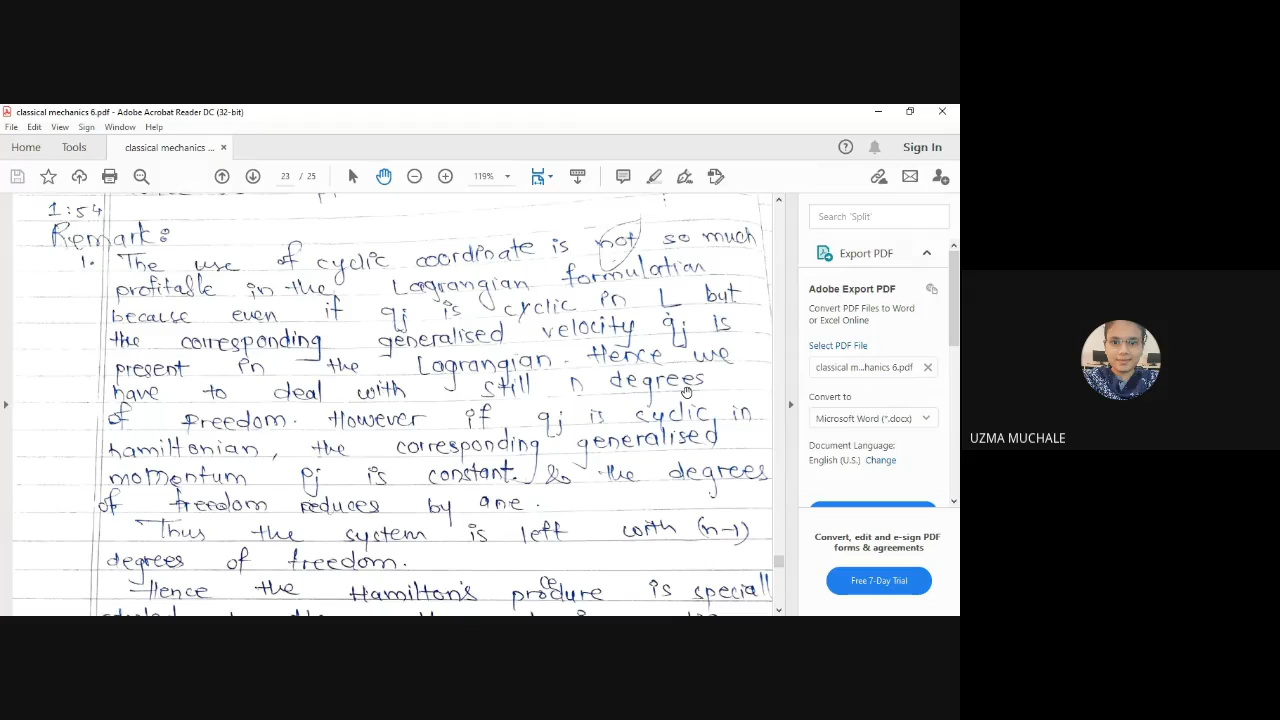 classical mechanics 6.pdf - Adobe Acrobat Reader DC (32-bit)
File Edit View Sign Window Help
Home Tools classical mechanics ... × Sign In
23 / 25 119%
1:54
Remark:
1. The use of cyclic coordinate is not so much
profitable in the Lagrangian formulation
because even if qj is cyclic in L but
the corresponding generalised velocity q̇j is
present in the Lagrangian. Hence we
have to deal with still n degrees
of freedom. However if qj is cyclic in
hamiltonian, the corresponding generalised
momentum Pj is constant. & the degrees
of freedom reduces by one.
Thus the system is left with (n-1)
degrees of freedom.
Hence the Hamilton's produre is speciall
ce
Search 'Split'
Export PDF
Adobe Export PDF
Convert PDF Files to Word
or Excel Online
Select PDF File
classical m...hanics 6.pdf ×
Convert to
Microsoft Word (*.docx)
Document Language:
English (U.S.) Change
Convert, edit and e-sign PDF
forms & agreements
Free 7-Day Trial
UZMA MUCHALE